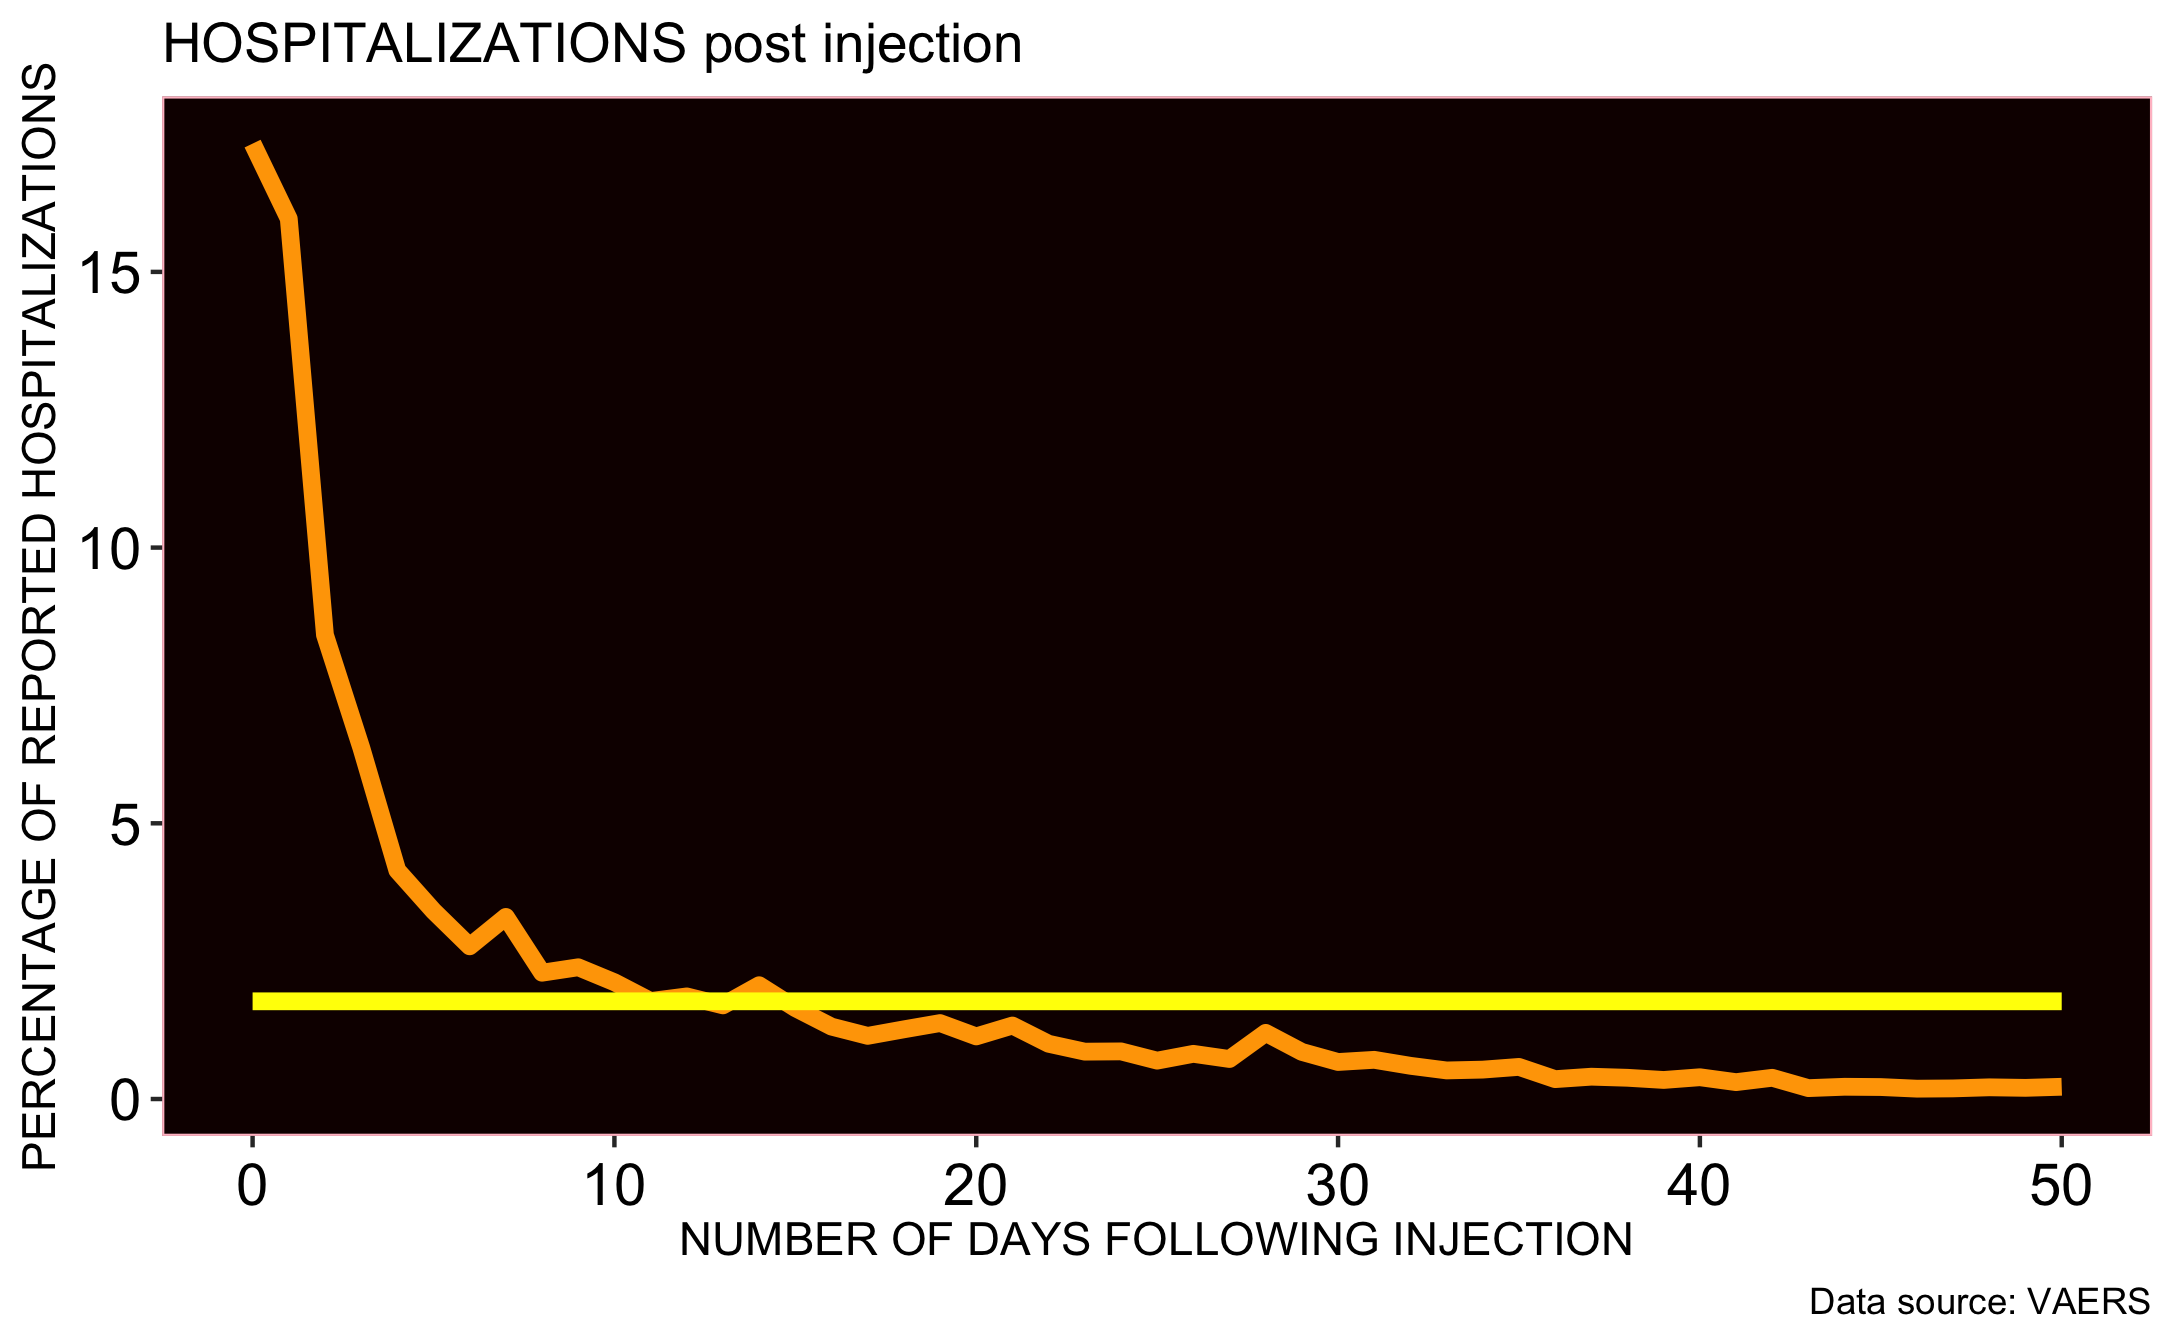 HOSPITALIZATIONS post injection
PERCENTAGE OF REPORTED HOSPITALIZATIONS
15
10
5
0
0 10 20 30 40 50
NUMBER OF DAYS FOLLOWING INJECTION
Data source: VAERS